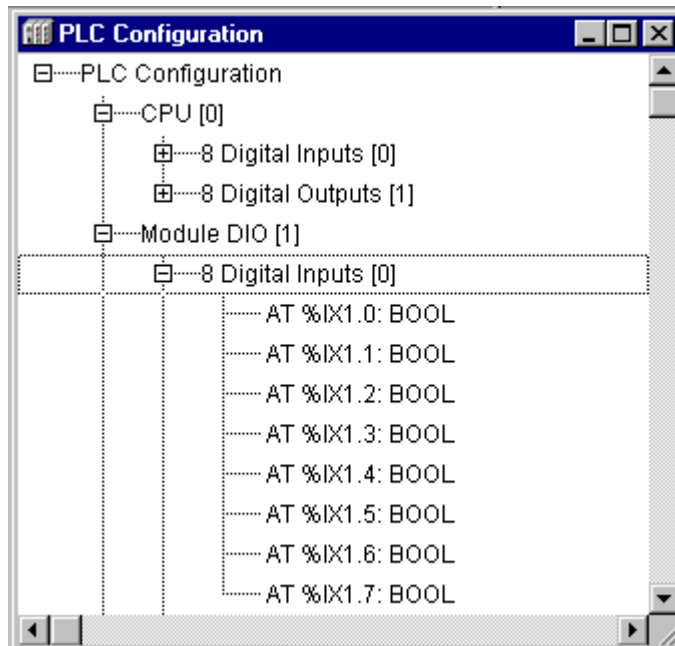 PLC Configuration
PLC Configuration
CPU [0]
8 Digital Inputs [0]
8 Digital Outputs [1]
Module DIO [1]
8 Digital Inputs [0]
AT %IX1.0: BOOL
AT %IX1.1: BOOL
AT %IX1.2: BOOL
AT %IX1.3: BOOL
AT %IX1.4: BOOL
AT %IX1.5: BOOL
AT %IX1.6: BOOL
AT %IX1.7: BOOL